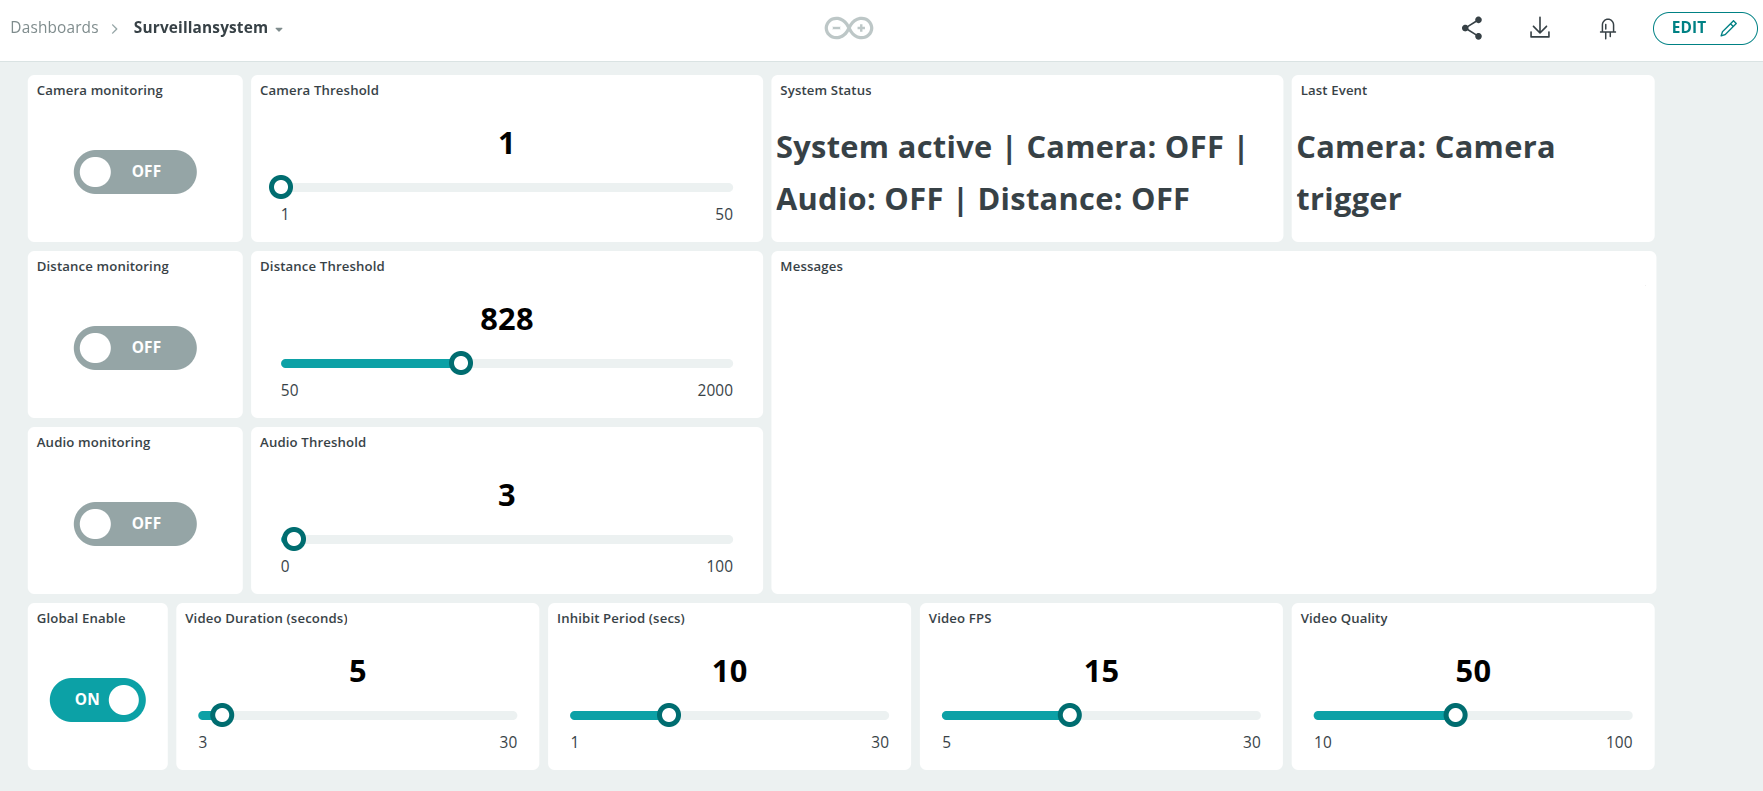 Dashboards > Surveillansystem
EDIT
Camera monitoring
OFF
Camera Threshold
1
1 50
System Status
System active | Camera: OFF |
Audio: OFF | Distance: OFF
Last Event
Camera: Camera
trigger
Distance monitoring
OFF
Distance Threshold
828
50 2000
Messages
Audio monitoring
OFF
Audio Threshold
3
0 100
Global Enable
ON
Video Duration (seconds)
5
3 30
Inhibit Period (secs)
10
1 30
Video FPS
15
5 30
Video Quality
50
10 100